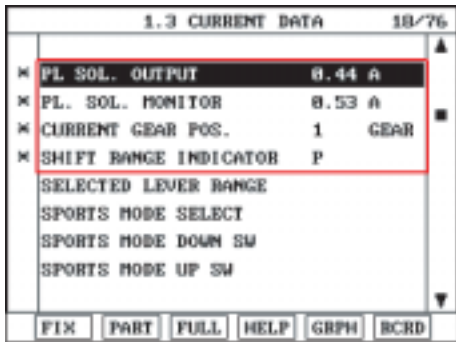 1.3 CURRENT DATA 18/76
× PL SOL. OUTPUT 0.44 A
× PL. SOL. MONITOR 0.53 A
× CURRENT GEAR POS. 1 GEAR
× SHIFT RANGE INDICATOR P
SELECTED LEVER RANGE
SPORTS MODE SELECT
SPORTS MODE DOWN SW
SPORTS MODE UP SW
FIX PART FULL HELP GRPH RCRD